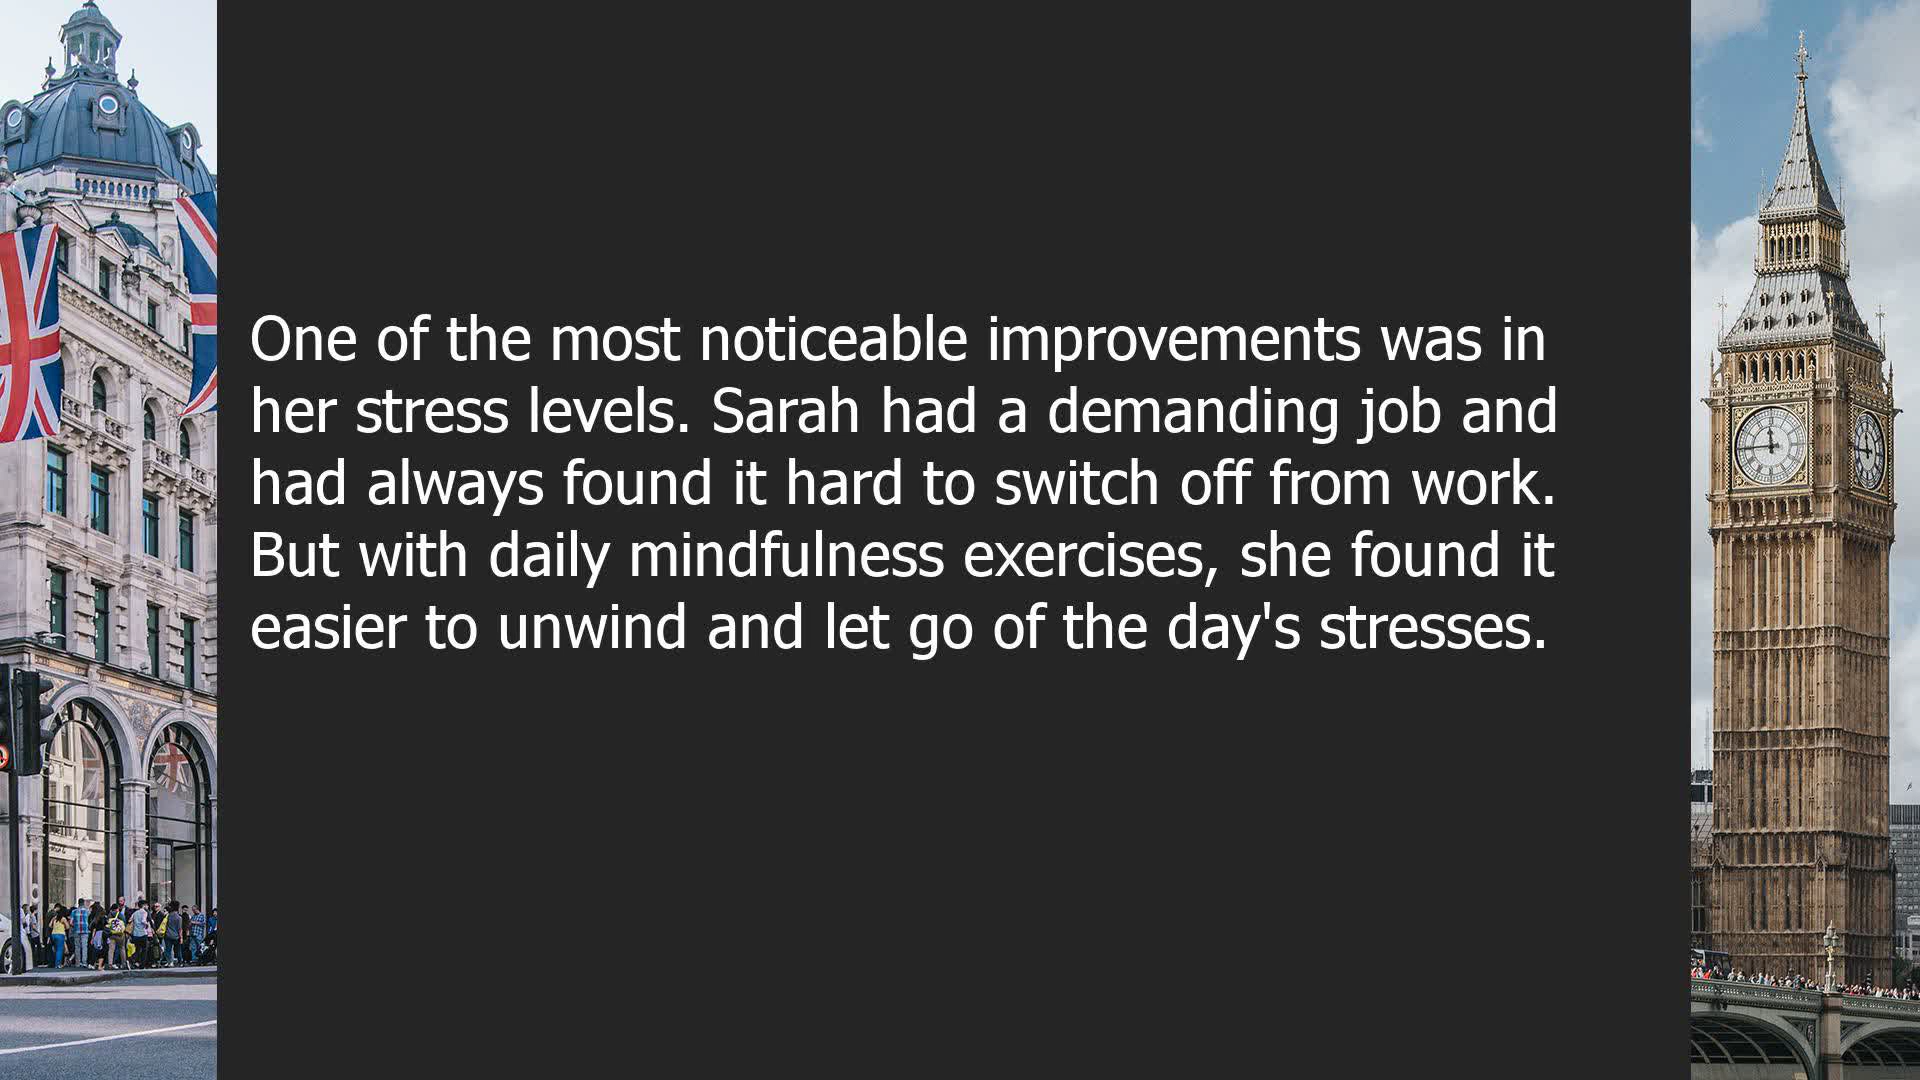 One of the most noticeable improvements was in
her stress levels. Sarah had a demanding job and
had always found it hard to switch off from work.
But with daily mindfulness exercises, she found it
easier to unwind and let go of the day's stresses.